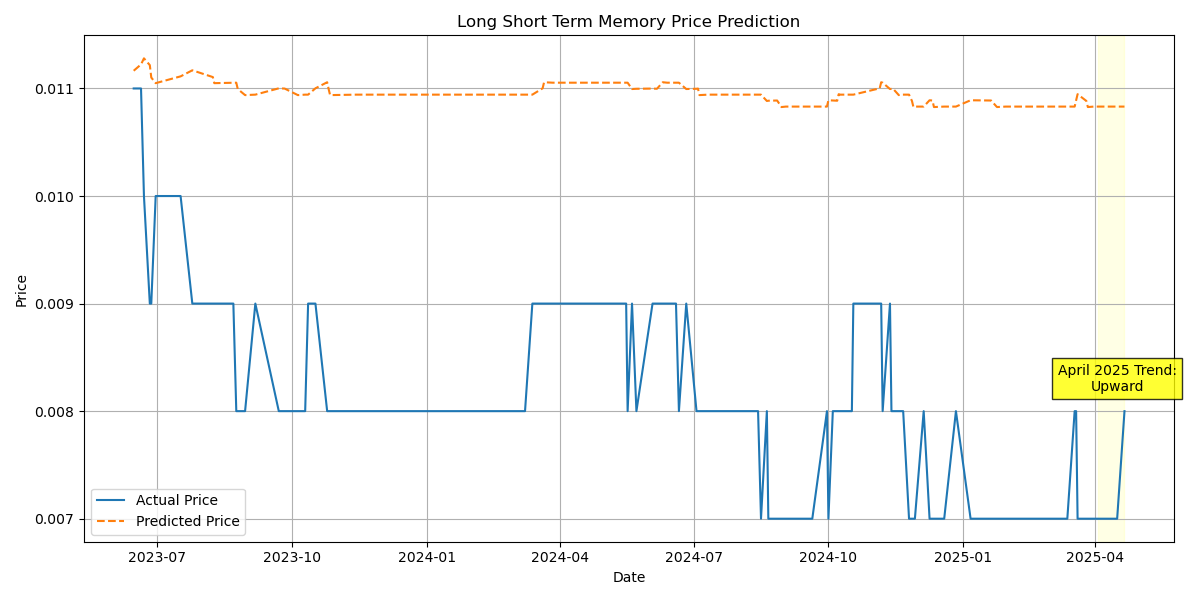 Long Short Term Memory Price Prediction
Price
0.011
0.010
0.009
0.008
0.007
April 2025 Trend:
Upward
Actual Price
Predicted Price
2023-07
2023-10
2024-01
2024-04
2024-07
2024-10
2025-01
2025-04
Date